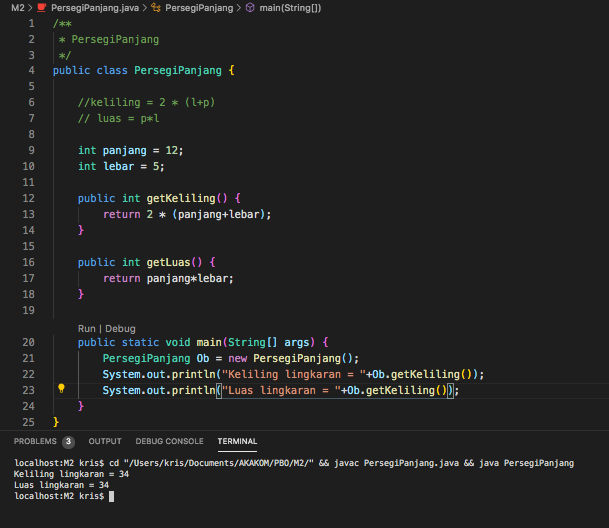 M2 > PersegiPanjang.java > PersegiPanjang > main(String[])
1 /**
2  * PersegiPanjang
3  */
4 public class PersegiPanjang {
5
6     //keliling = 2 * (l+p)
7     // luas = p*l
8
9     int panjang = 12;
10     int lebar = 5;
11
12     public int getKeliling() {
13         return 2 * (panjang+lebar);
14     }
15
16     public int getLuas() {
17         return panjang*lebar;
18     }
19
Run | Debug
20     public static void main(String[] args) {
21         PersegiPanjang Ob = new PersegiPanjang();
22         System.out.println("Keliling lingkaran = "+Ob.getKeliling());
23         System.out.println("Luas lingkaran = "+Ob.getKeliling());
24     }
25 }
PROBLEMS 3 OUTPUT DEBUG CONSOLE TERMINAL
localhost:M2 kris$ cd "/Users/kris/Documents/AKAKOM/PBO/M2/" && javac PersegiPanjang.java && java PersegiPanjang
Keliling lingkaran = 34
Luas lingkaran = 34
localhost:M2 kris$